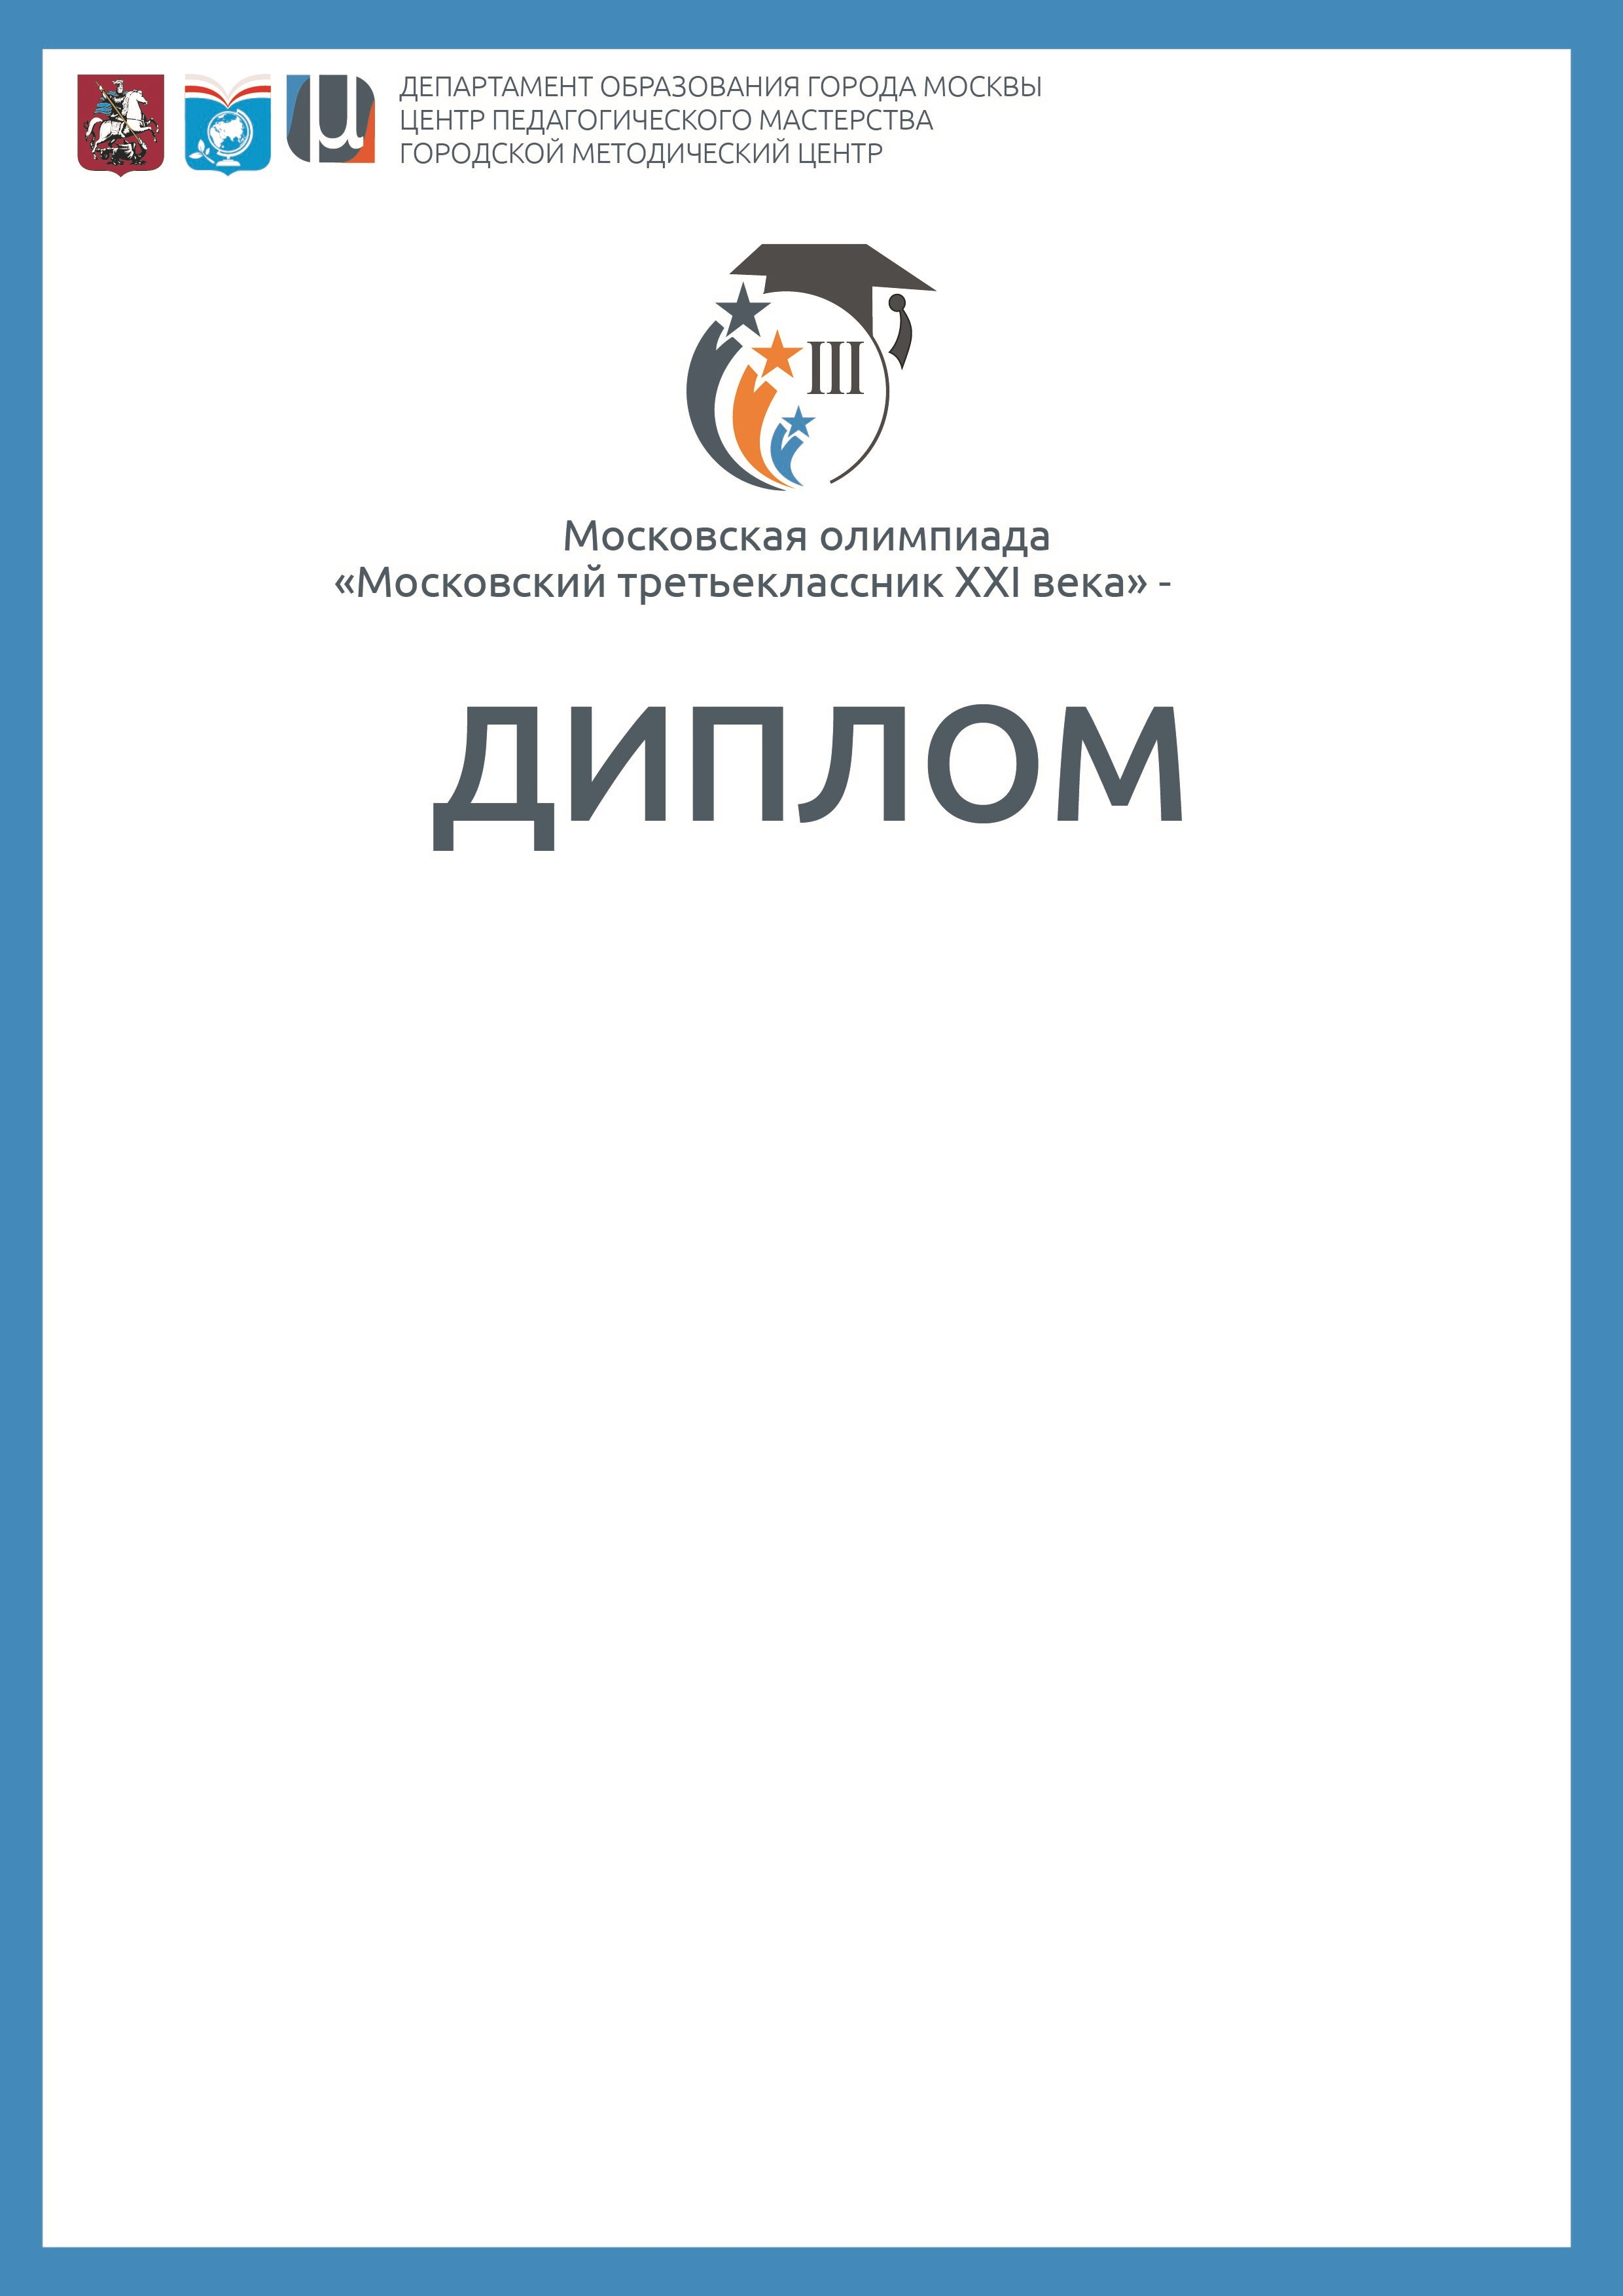 ДЕПАРТАМЕНТ ОБРАЗОВАНИЯ ГОРОДА МОСКВЫ
ЦЕНТР ПЕДАГОГИЧЕСКОГО МАСТЕРСТВА
ГОРОДСКОЙ МЕТОДИЧЕСКИЙ ЦЕНТР
III
Московская олимпиада
«Московский третьеклассник XXI века» -
ДИПЛОМ